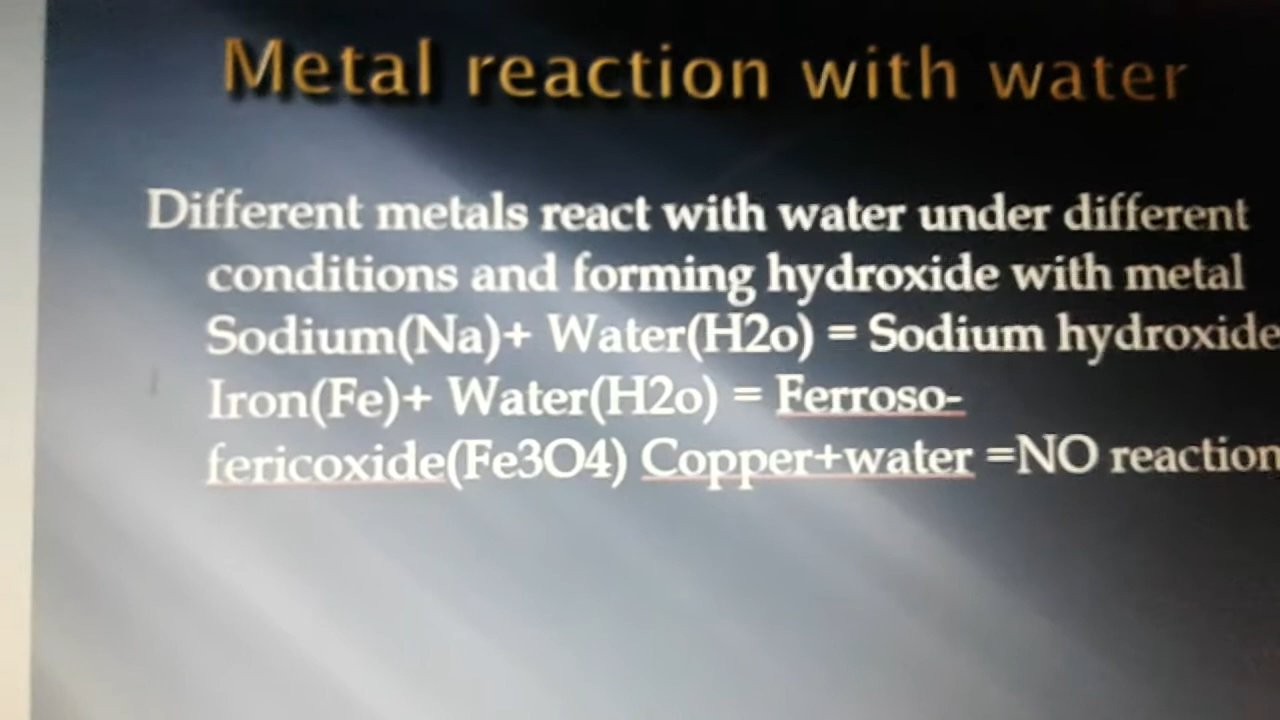 Metal reaction with water
Different metals react with water under different
conditions and forming hydroxide with metal
Sodium(Na)+ Water(H2o) = Sodium hydroxide
Iron(Fe)+ Water(H2o) = Ferroso-
fericoxide(Fe3O4) Copper+water =NO reaction